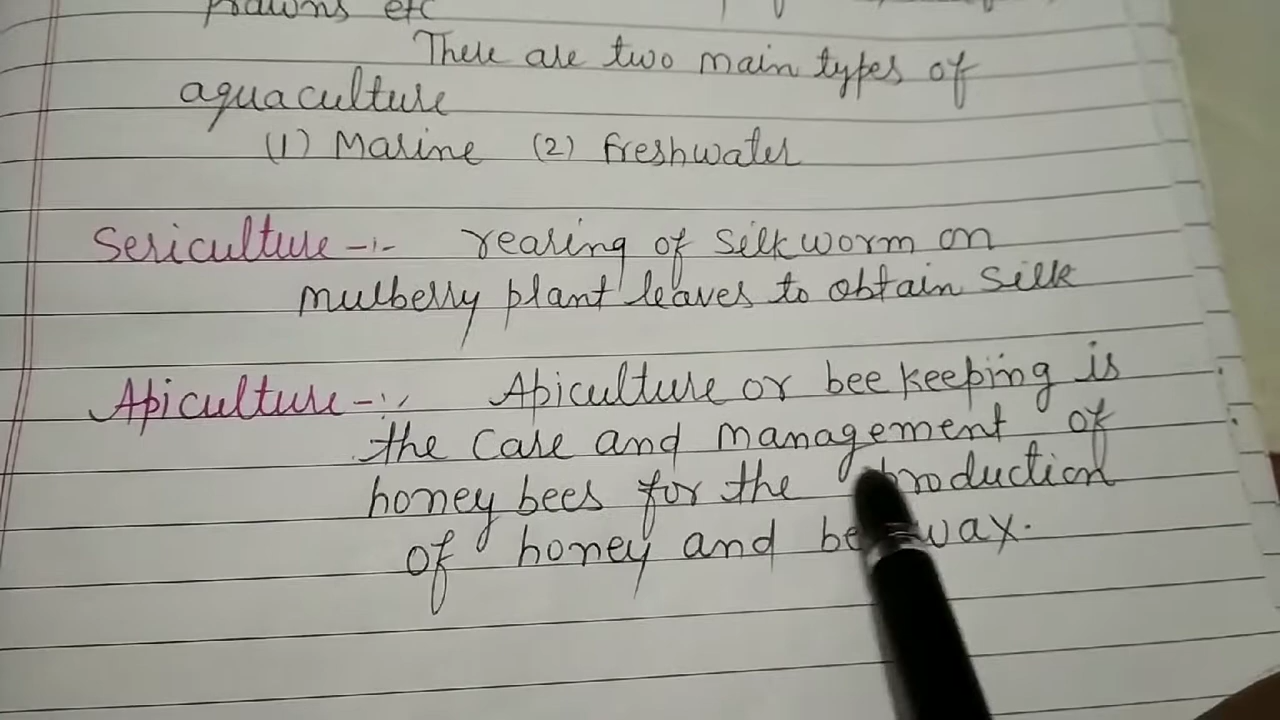 prawns etc
There are two main types of
aquaculture
(1) Marine (2) freshwater
Sericulture -:- rearing of silkworm on
mulberry plant leaves to obtain silk
Apiculture -:- Apiculture or bee keeping is
the care and management of
honey bees for the production
of honey and bee wax.